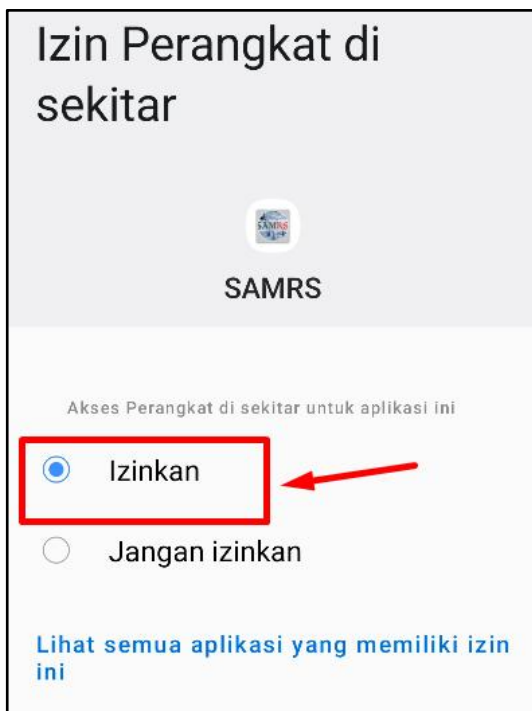 Izin Perangkat di
sekitar
SAMRS
SAMRS
Akses Perangkat di sekitar untuk aplikasi ini
Izinkan
Jangan izinkan
Lihat semua aplikasi yang memiliki izin
ini